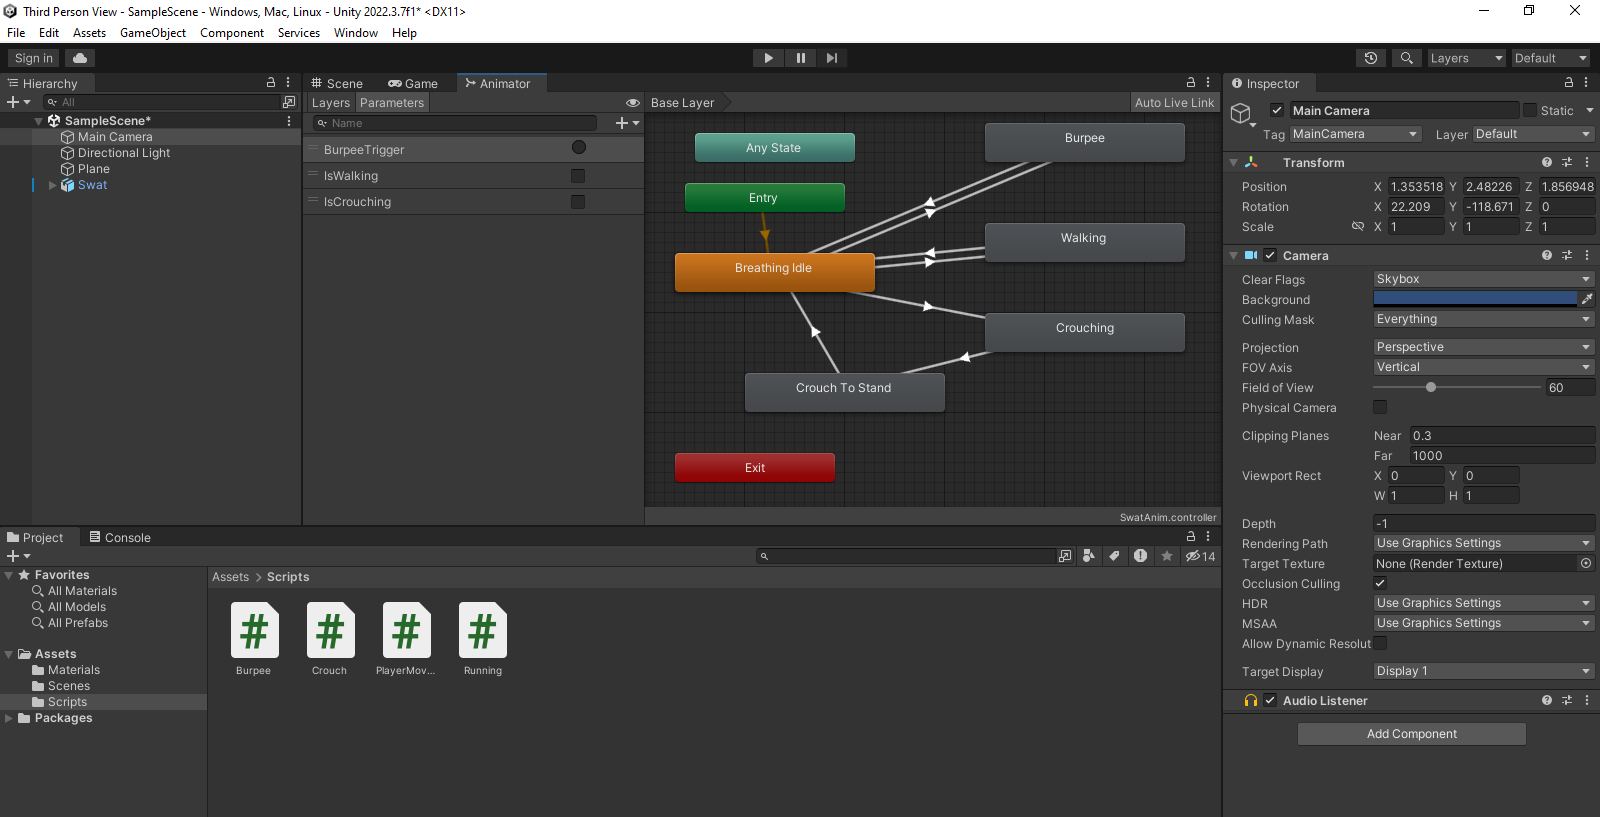 Third Person View - SampleScene - Windows, Mac, Linux - Unity 2022.3.7f1* <DX11>
File Edit Assets GameObject Component Services Window Help
Sign in
Layers Default
Hierarchy
All
SampleScene*
Main Camera
Directional Light
Plane
Swat
Scene Game Animator
Layers Parameters
Base Layer
Auto Live Link
Name
BurpeeTrigger
IsWalking
IsCrouching
Any State
Entry
Breathing Idle
Burpee
Walking
Crouching
Crouch To Stand
Exit
SwatAnim.controller
Inspector
Main Camera Static
Tag MainCamera Layer Default
Transform
Position X 1.353518 Y 2.48226 Z 1.856948
Rotation X 22.209 Y -118.671 Z 0
Scale X 1 Y 1 Z 1
Camera
Clear Flags Skybox
Background
Culling Mask Everything
Projection Perspective
FOV Axis Vertical
Field of View 60
Physical Camera
Clipping Planes Near 0.3
Far 1000
Viewport Rect X 0 Y 0
W 1 H 1
Depth -1
Rendering Path Use Graphics Settings
Target Texture None (Render Texture)
Occlusion Culling
HDR Use Graphics Settings
MSAA Use Graphics Settings
Allow Dynamic Resolut
Target Display Display 1
Audio Listener
Add Component
Project Console
14
Favorites
All Materials
All Models
All Prefabs
Assets
Materials
Scenes
Scripts
Packages
Assets > Scripts
Burpee Crouch PlayerMov... Running